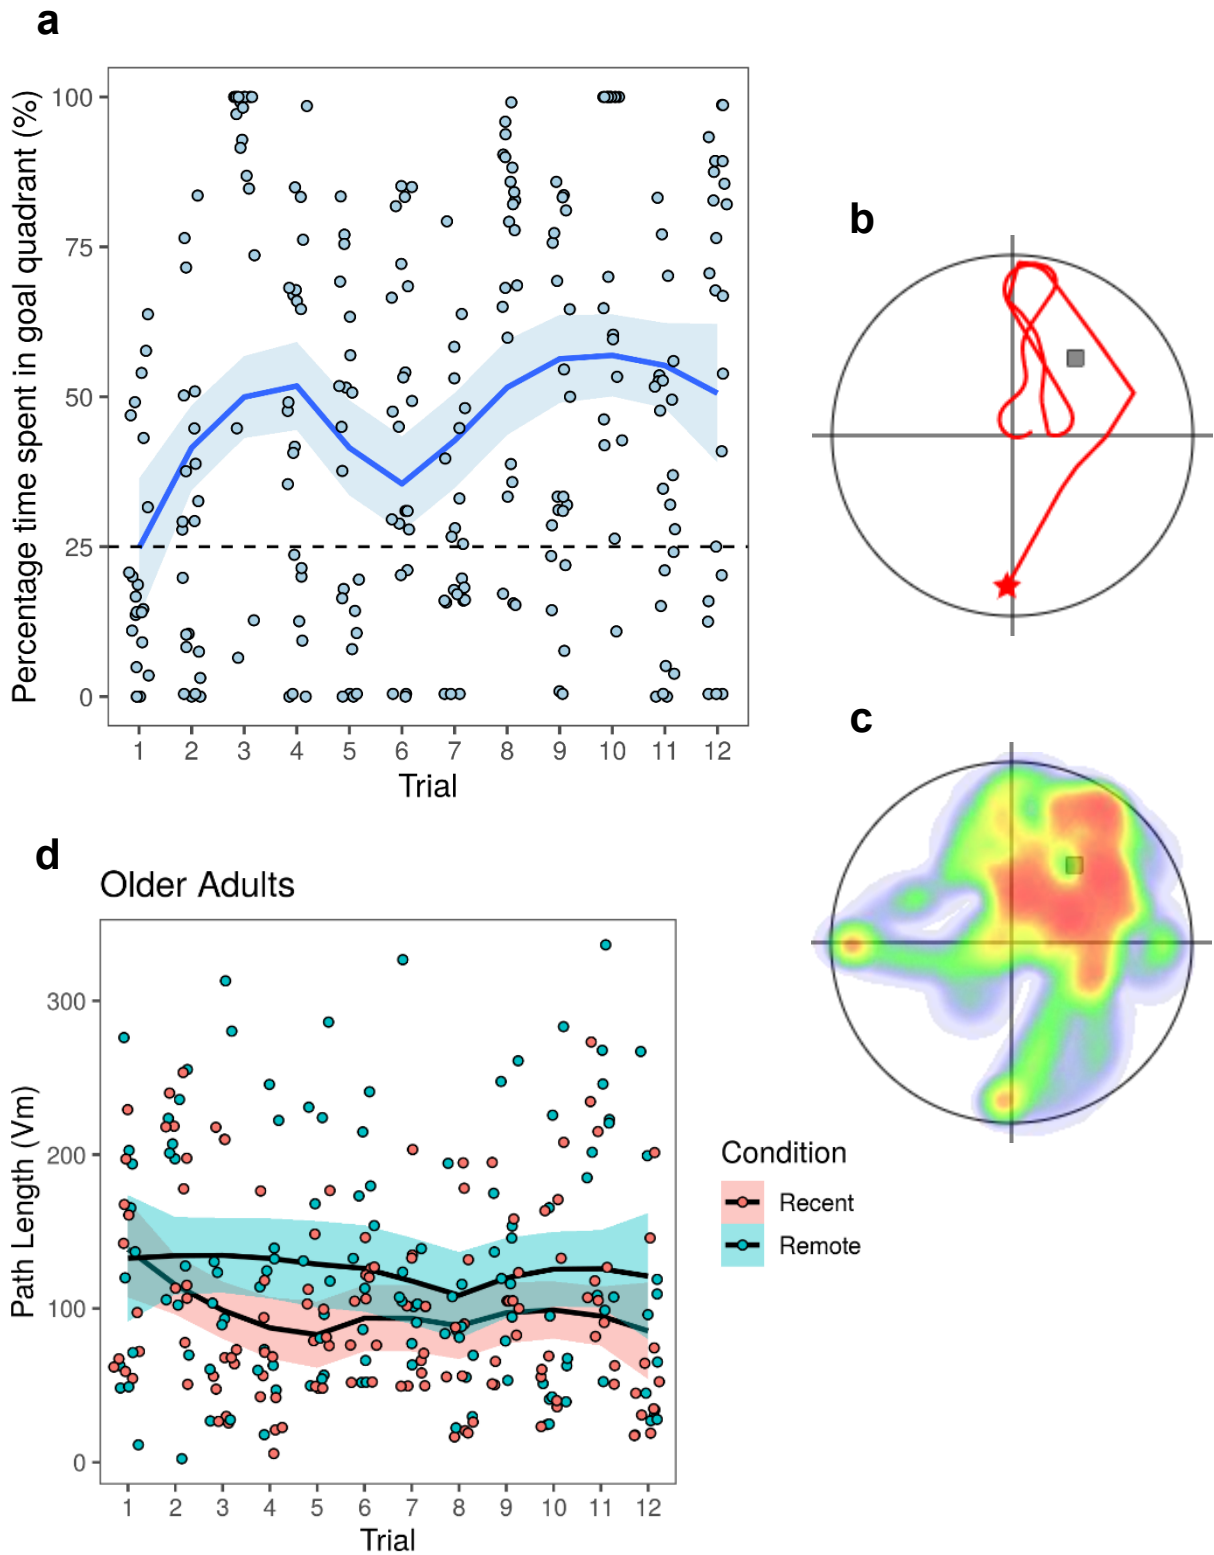 a
Percentage time spent in goal quadrant (%)
100
75
50
25
0
1 2 3 4 5 6 7 8 9 10 11 12
Trial
b
c
d
Older Adults
Path Length (Vm)
300
200
100
0
1 2 3 4 5 6 7 8 9 10 11 12
Trial
Condition
Recent
Remote